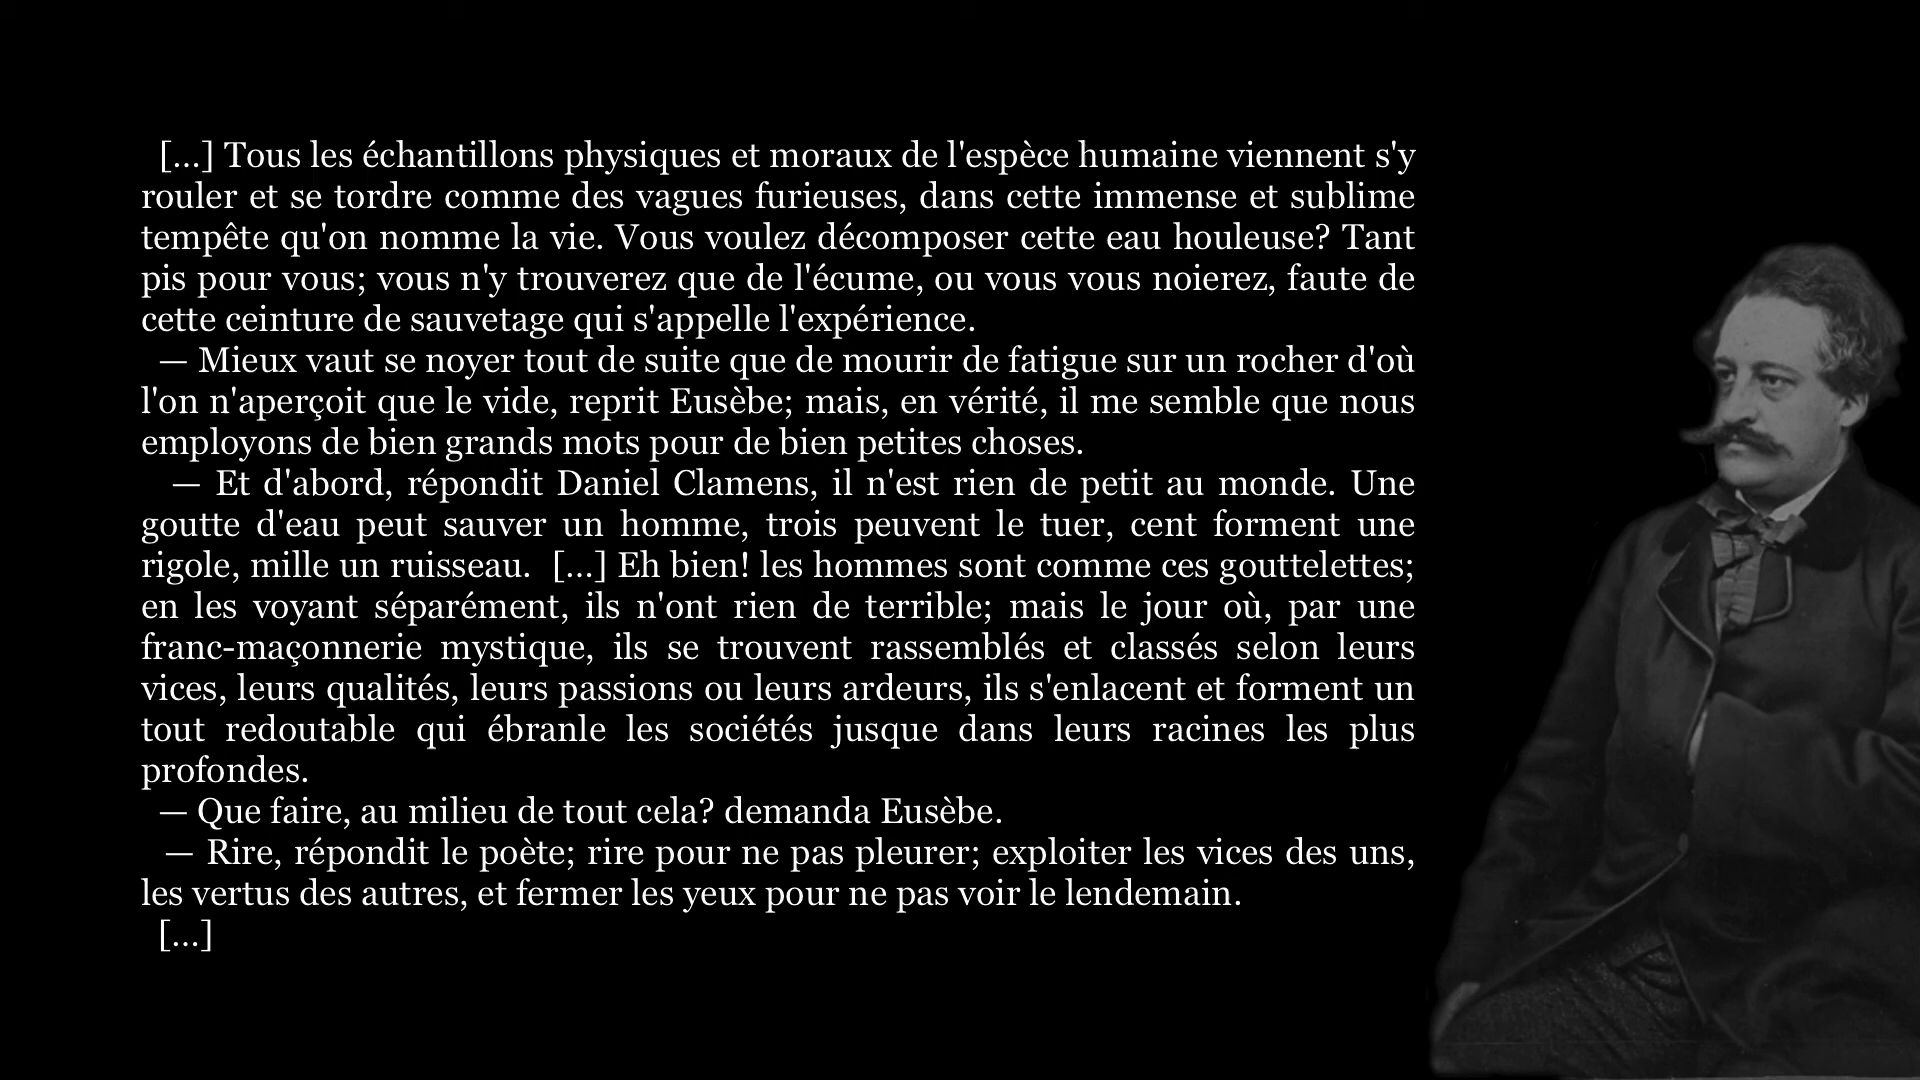 [...] Tous les échantillons physiques et moraux de l'espèce humaine viennent s'y
rouler et se tordre comme des vagues furieuses, dans cette immense et sublime
tempête qu'on nomme la vie. Vous voulez décomposer cette eau houleuse? Tant
pis pour vous; vous n'y trouverez que de l'écume, ou vous vous noierez, faute de
cette ceinture de sauvetage qui s'appelle l'expérience.
— Mieux vaut se noyer tout de suite que de mourir de fatigue sur un rocher d'où
l'on n'aperçoit que le vide, reprit Eusèbe; mais, en vérité, il me semble que nous
employons de bien grands mots pour de bien petites choses.
— Et d'abord, répondit Daniel Clamens, il n'est rien de petit au monde. Une
goutte d'eau peut sauver un homme, trois peuvent le tuer, cent forment une
rigole, mille un ruisseau. [...] Eh bien! les hommes sont comme ces gouttelettes;
en les voyant séparément, ils n'ont rien de terrible; mais le jour où, par une
franc-maçonnerie mystique, ils se trouvent rassemblés et classés selon leurs
vices, leurs qualités, leurs passions ou leurs ardeurs, ils s'enlacent et forment un
tout redoutable qui ébranle les sociétés jusque dans leurs racines les plus
profondes.
— Que faire, au milieu de tout cela? demanda Eusèbe.
— Rire, répondit le poète; rire pour ne pas pleurer; exploiter les vices des uns,
les vertus des autres, et fermer les yeux pour ne pas voir le lendemain.
[...]